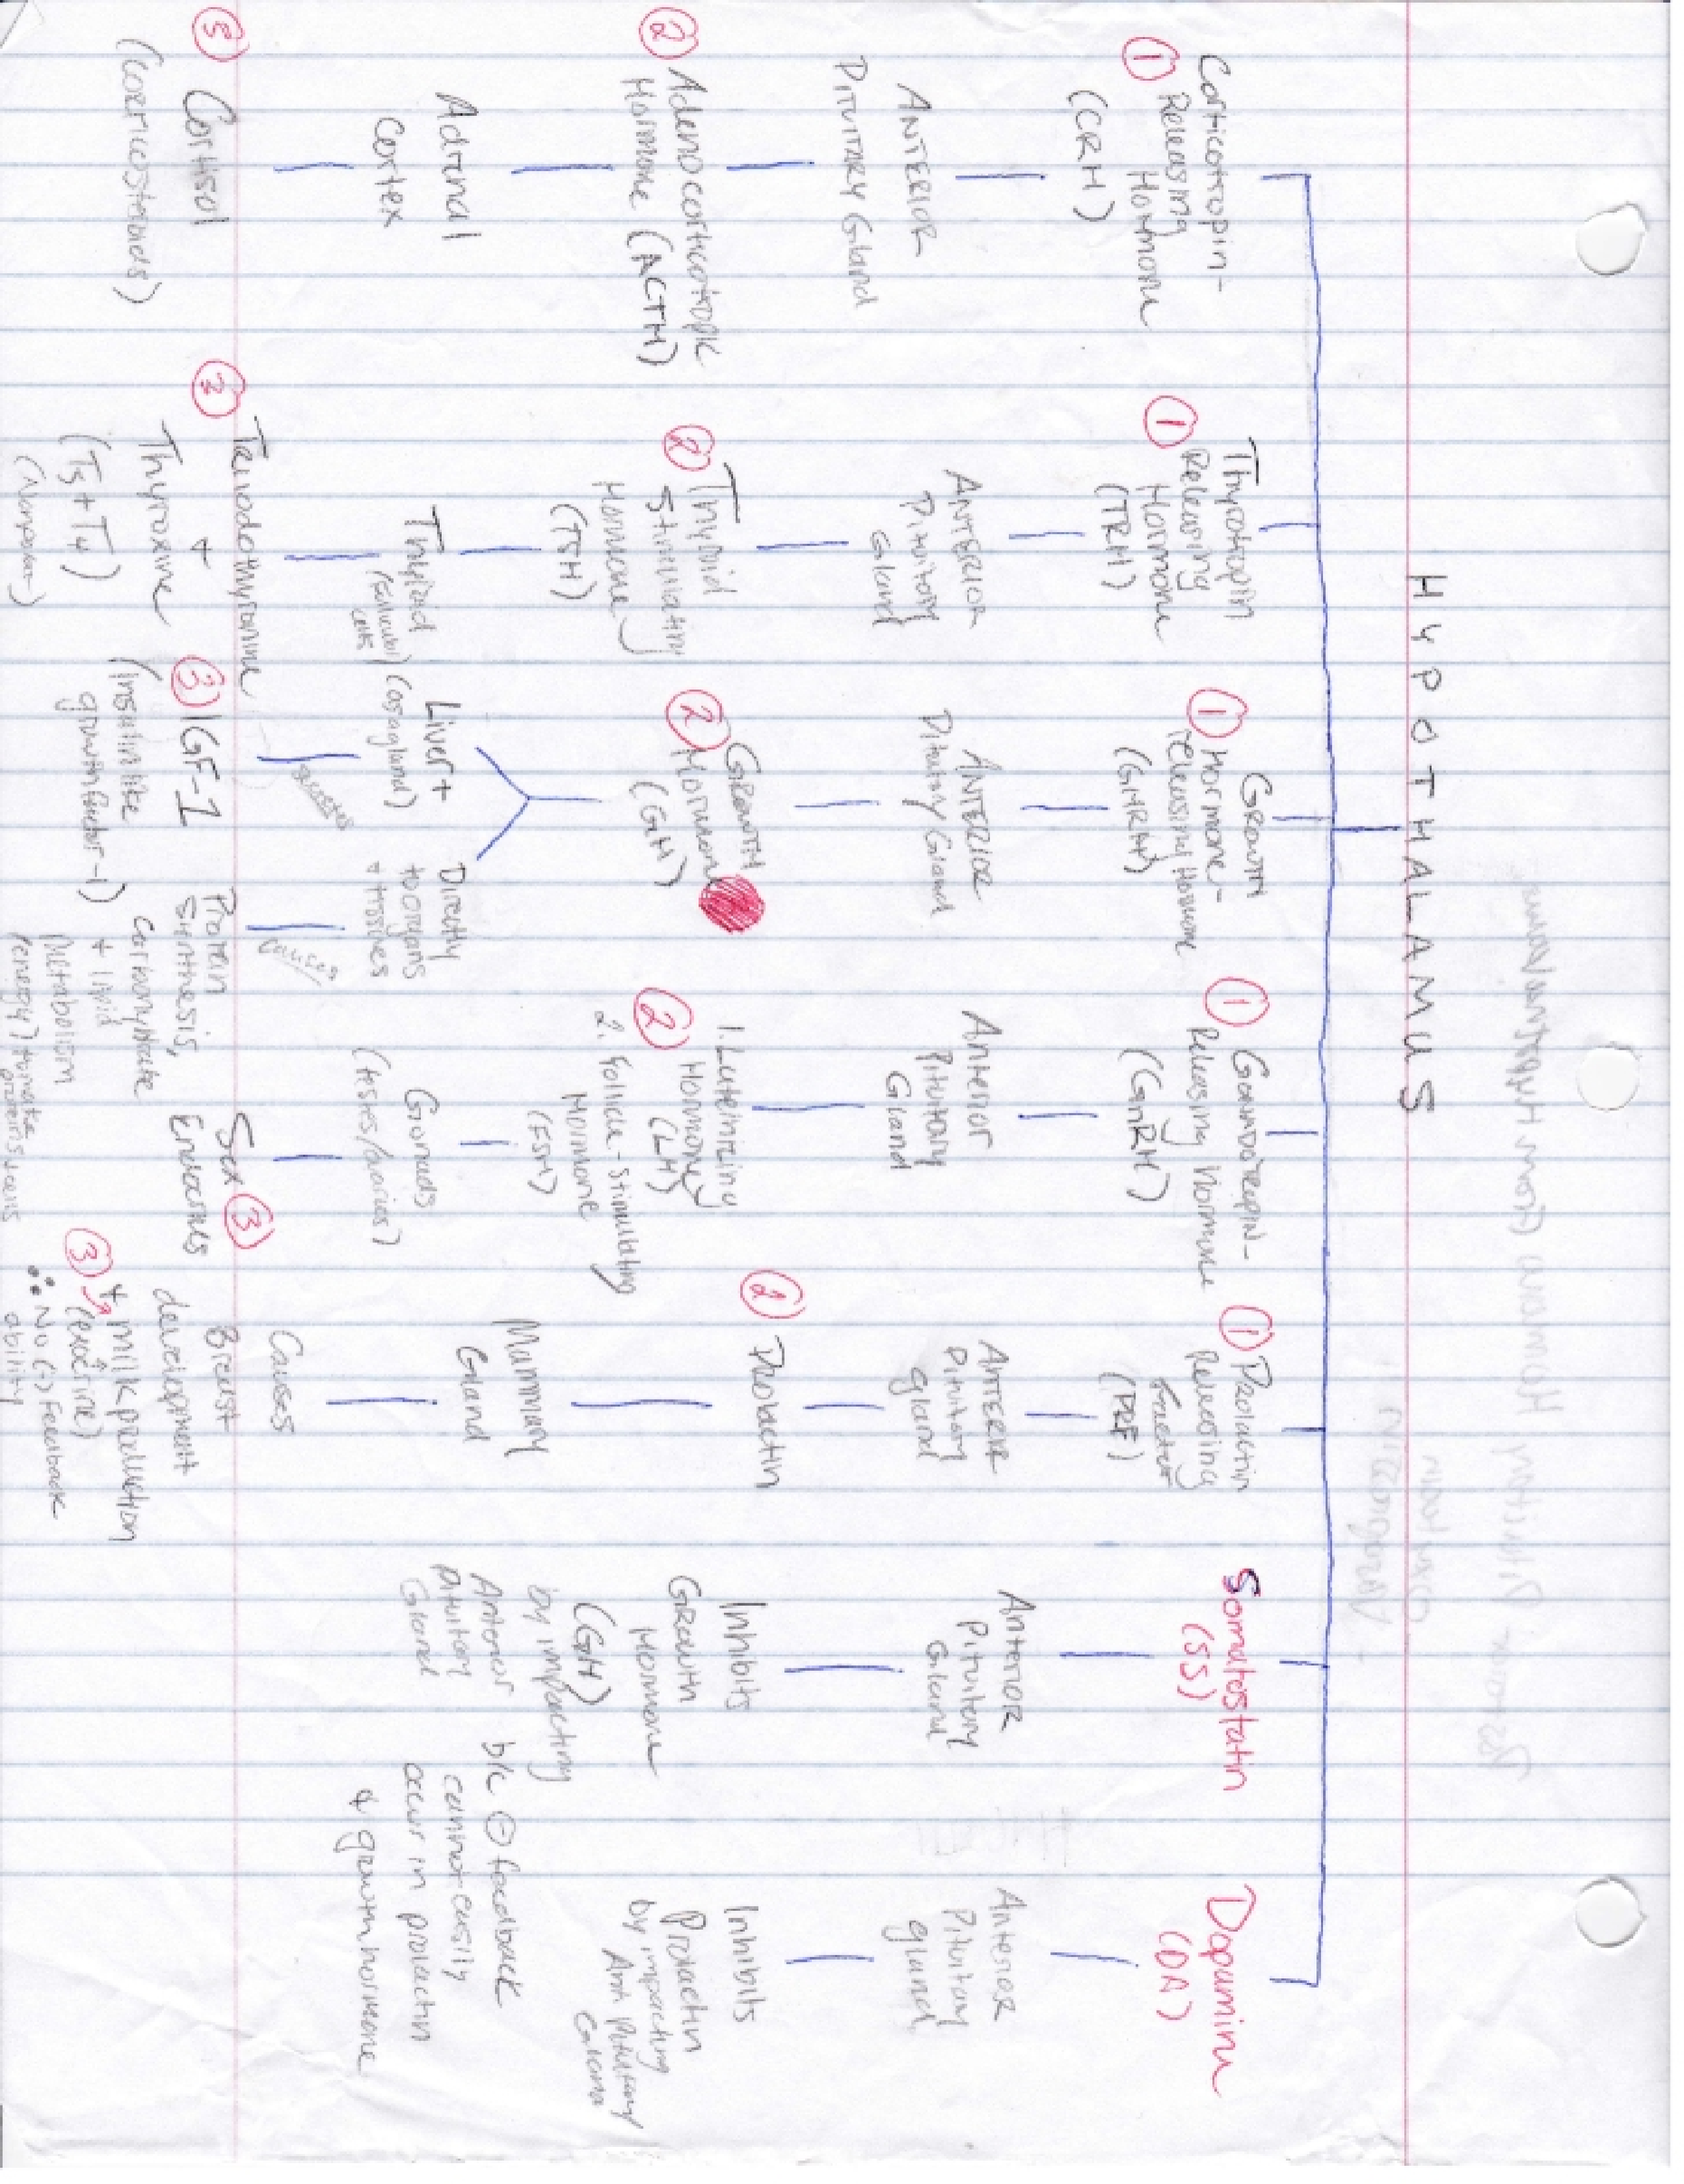 HYPOTHALAMUS
Corticotropin-
① Releasing
Hormone
(CRH)
ANTERIOR
PITUITARY Gland
② Adenocorticotropic
Hormone (ACTH)
Adrenal
Cortex
③ Cortisol
(corticosteroids)
① Thyrotropin
Releasing
Hormone
(TRH)
ANTERIOR
Pituitary
Gland
② Thyroid
Stimulating
Hormone
(TSH)
Thyroid
(follicular
cells)
③ Triiodothyronine
+
Thyroxine
(T3 + T4)
(Nonpolar)
Growth
① Hormone-
releasing Hormone
(GHRH)
ANTERIOR
Pituitary Gland
Growth
② Hormone
(GH)
Liver +
(as a gland)
secretes
③ IGF-1
(insulin like
growth factor-1)
Directly
to organs
+ tissues
causes
Protein
synthesis,
carbohydrate
+ lipid
metabolism
① Gonadotropin-
Releasing Hormone
(GnRH)
Anterior
Pituitary
Gland
② 1. Luteinizing
Hormone
(LH)
2. Follicle-Stimulating
Hormone
(FSH)
Gonads
(testes/ovaries)
Sex ③
① Prolactin
Releasing
Factor
(PRF)
ANTERIOR
Pituitary
gland
② Prolactin
Mammary
Gland
Causes
Breast
development
③ + milk production
(exocrine)
∴ No (-) Feedback
ability
Somatostatin
(SS)
Anterior
Pituitary
Gland
Inhibits
Growth
Hormone
(GH)
by impacting
Anterior
Pituitary
Gland
Dopamine
(DA)
Anterior
Pituitary
gland
Inhibits
Prolactin
by impacting
Ant. Pituitary
Gland
b/c ⊖ feedback
cannot easily
occur in prolactin
+ growth hormone